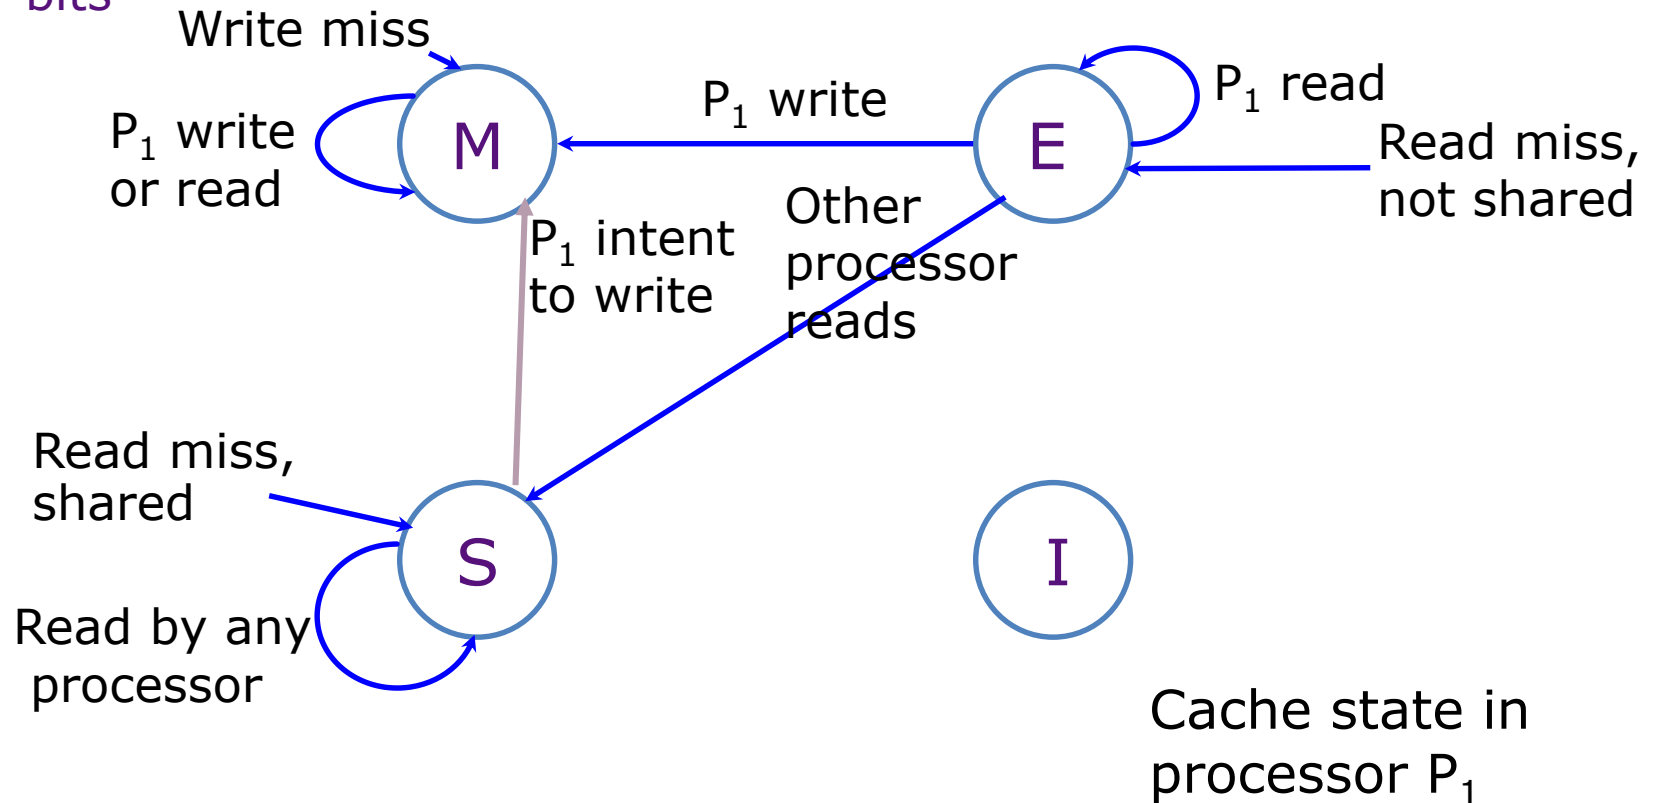 bits
Write miss
P₁ write
or read
M
P₁ write
E
P₁ read
Read miss,
not shared
P₁ intent
to write
Other
processor
reads
Read miss,
shared
S
I
Read by any
processor
Cache state in
processor P₁